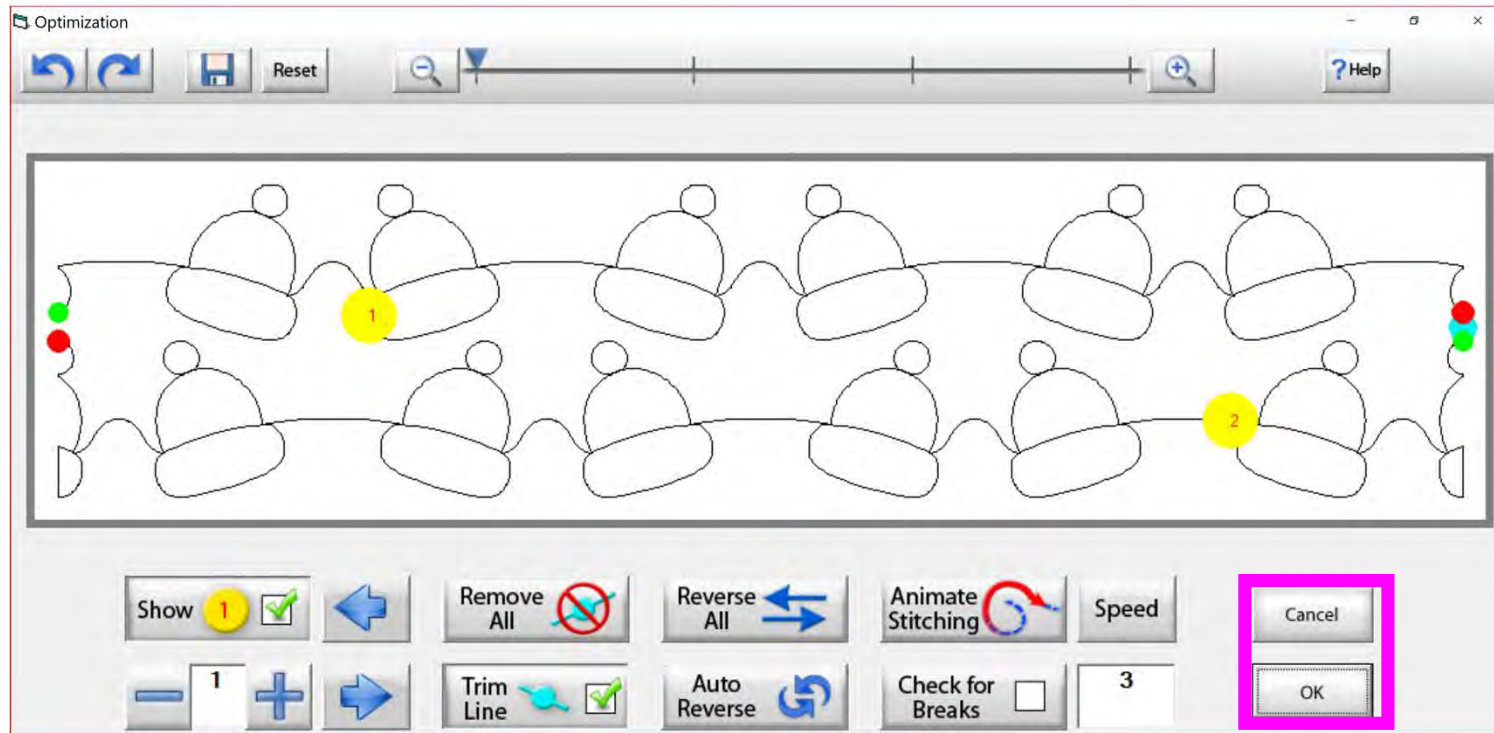 Optimization
Reset
? Help
1
2
Show 1
Remove
All
Reverse
All
Animate
Stitching
Speed
Cancel
1
Trim
Line
Auto
Reverse
Check for
Breaks
3
OK